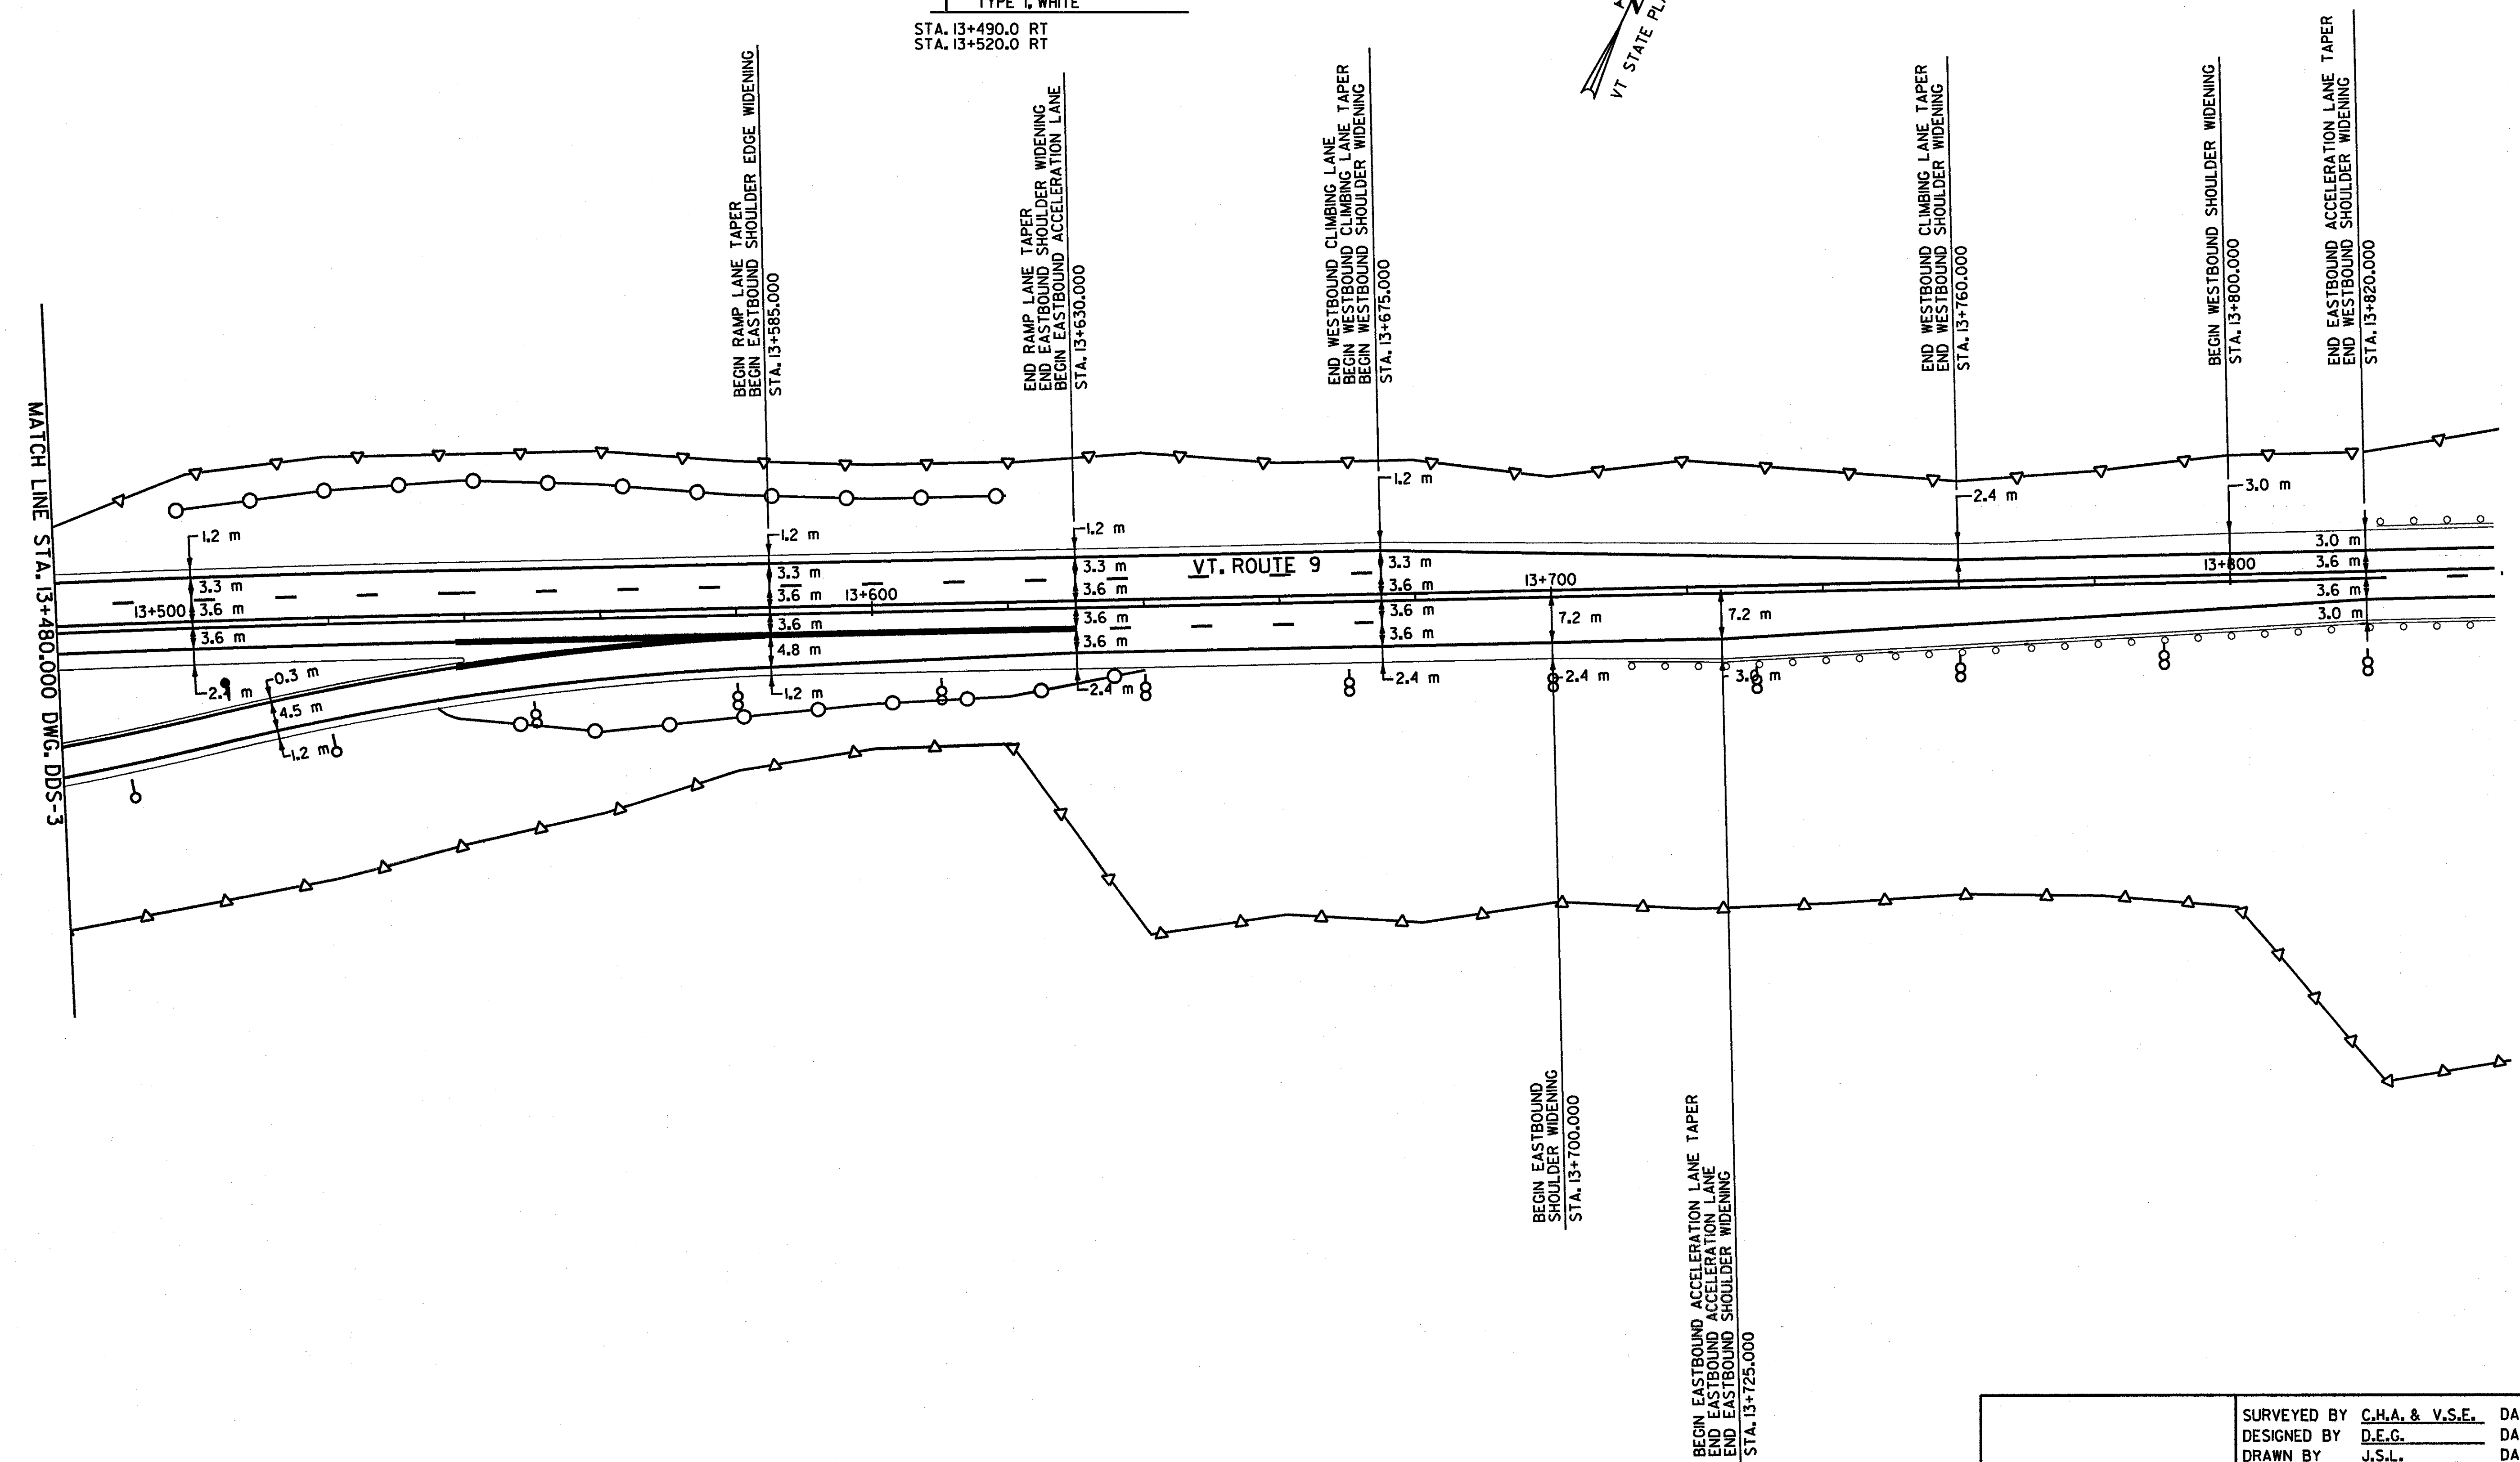 TYPE I, WHITE
STA. 13+490.0 RT
STA. 13+520.0 RT
VT STATE
BEGIN RAMP LANE TAPER
BEGIN EASTBOUND SHOULDER EDGE WIDENING
STA. 13+585.000
END RAMP LANE TAPER
END EASTBOUND SHOULDER WIDENING
BEGIN EASTBOUND ACCELERATION LANE
STA. 13+630.000
END WESTBOUND CLIMBING LANE
BEGIN WESTBOUND CLIMBING LANE TAPER
BEGIN WESTBOUND SHOULDER WIDENING
STA. 13+675.000
END WESTBOUND CLIMBING LANE TAPER
END WESTBOUND SHOULDER WIDENING
STA. 13+760.000
BEGIN WESTBOUND SHOULDER WIDENING
STA. 13+800.000
END EASTBOUND ACCELERATION LANE TAPER
END WESTBOUND SHOULDER WIDENING
STA. 13+820.000
MATCH LINE STA. 13+480.000 DWG. DDS-3
1.2 m
3.3 m
13+500
3.6 m
3.6 m
0.3 m
4.5 m
1.2 m
1.2 m
3.3 m
3.6 m
3.6 m
4.8 m
1.2 m
13+600
1.2 m
3.3 m
3.6 m
3.6 m
3.6 m
2.4 m
VT. ROUTE 9
1.2 m
3.3 m
3.6 m
3.6 m
3.6 m
2.4 m
13+700
7.2 m
2.4 m
7.2 m
2.4 m
3.0 m
13+800
3.0 m
3.6 m
3.6 m
3.0 m
BEGIN EASTBOUND
SHOULDER WIDENING
STA. 13+700.000
BEGIN EASTBOUND ACCELERATION LANE TAPER
END EASTBOUND ACCELERATION LANE
END EASTBOUND SHOULDER WIDENING
STA. 13+725.000
SURVEYED BY C.H.A. & V.S.E. DA
DESIGNED BY D.E.G. DA
DRAWN BY J.S.L. DA